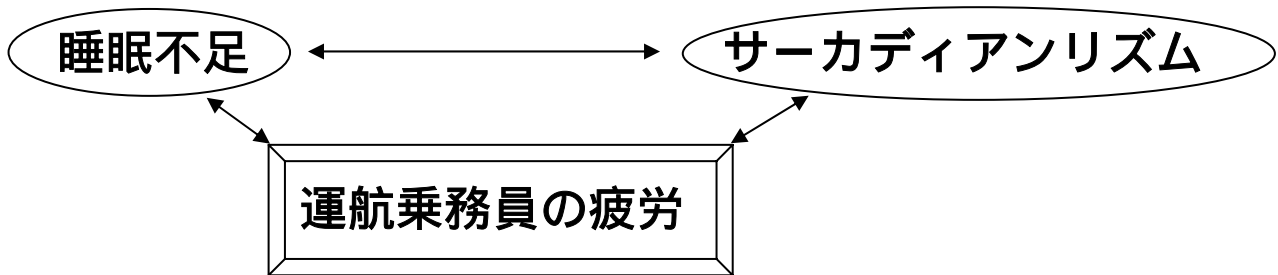 睡眠不足
サーカディアンリズム
運航乗務員の疲労